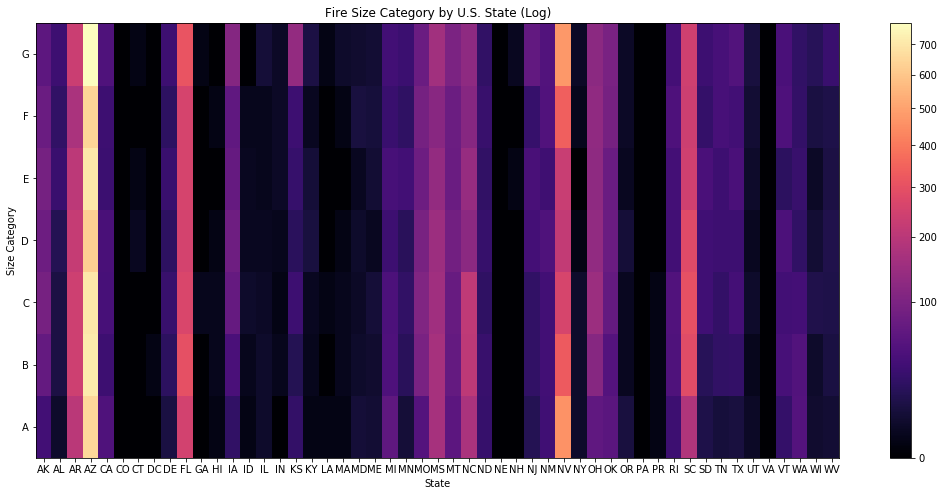 Fire Size Category by U.S. State (Log)
Size Category
G
F
E
D
C
B
A
AK AL AR AZ CA CO CT DC DE FL GA HI IA ID IL IN KS KY LA MA MD ME MI MN MO MS MT NC ND NE NH NJ NM NV NY OH OK OR PA PR RI SC SD TN TX UT VA VT WA WI WV
State
700
600
500
400
300
200
100
0